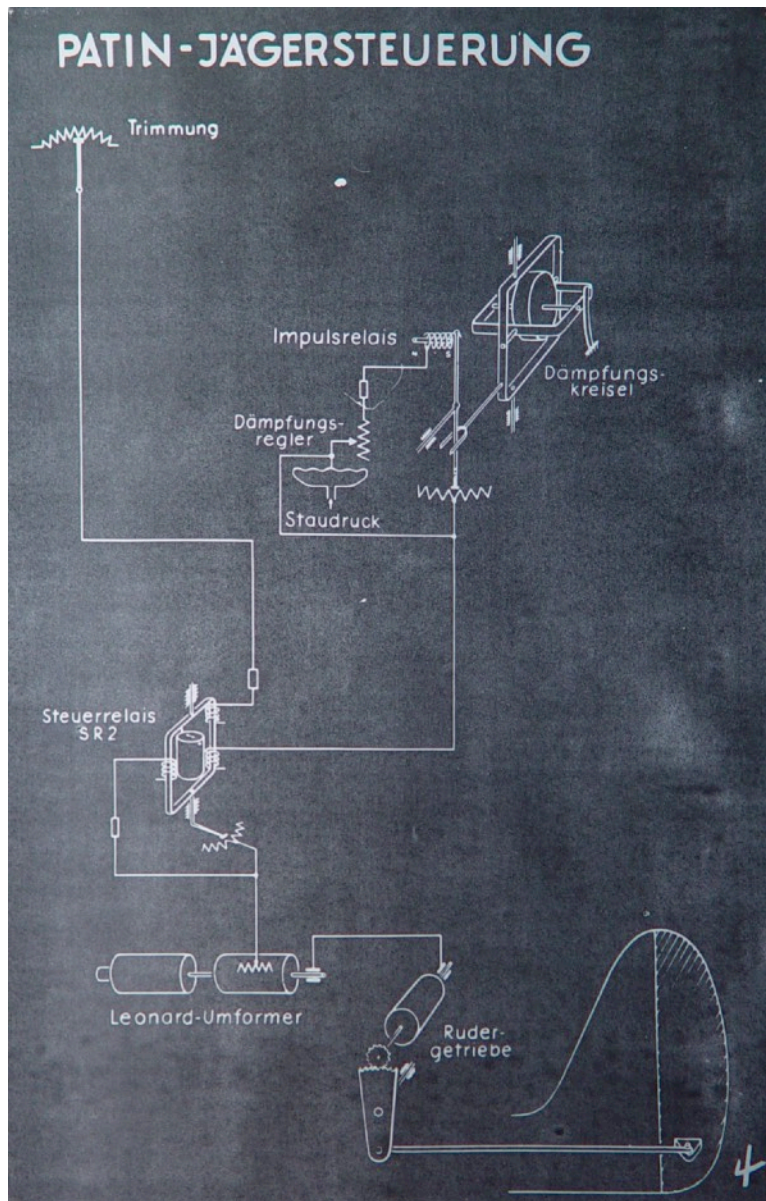 PATIN-JÄGERSTEUERUNG
Trimmung
Impulsrelais
Dämpfungs-
kreisel
Dämpfungs-
regler
Staudruck
Steuerrelais
SR2
Leonard-Umformer
Ruder-
getriebe
4